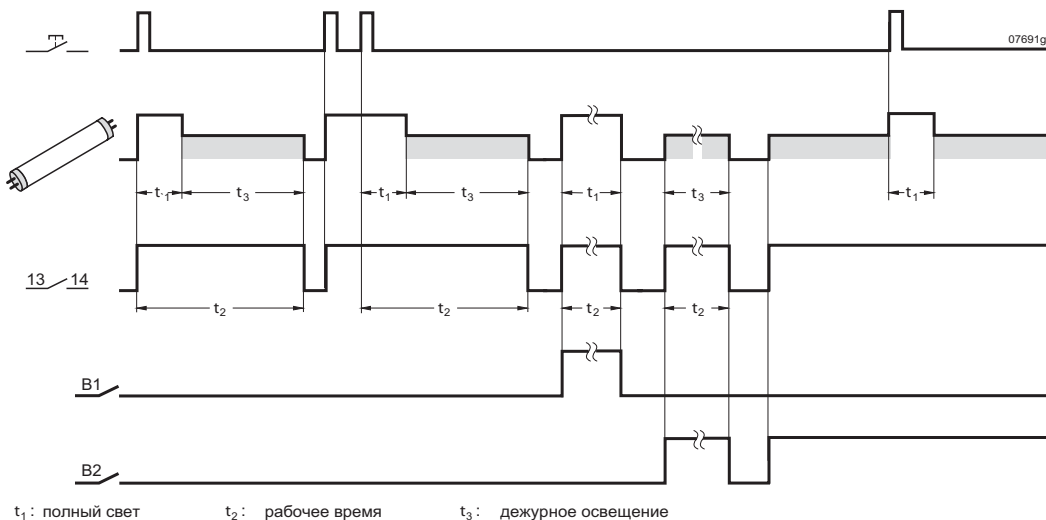 07691g
t₁ t₃ t₁ t₃ t₁ t₃ t₁
13 14
t₂ t₂ t₂ t₂
B1
B2
t₁: полный свет t₂: рабочее время t₃: дежурное освещение